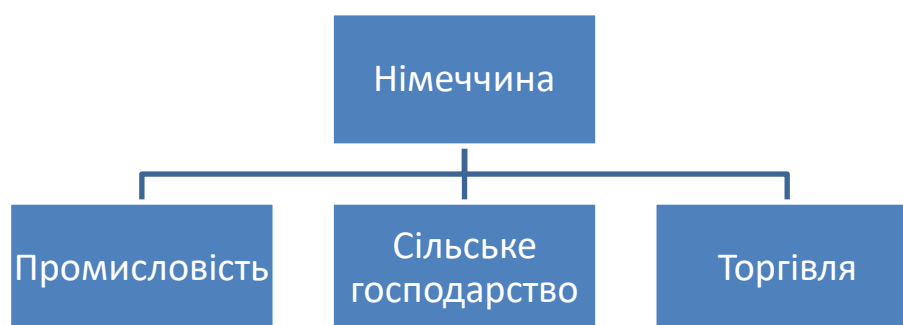 Німеччина
Промисловість
Сільське
господарство
Торгівля